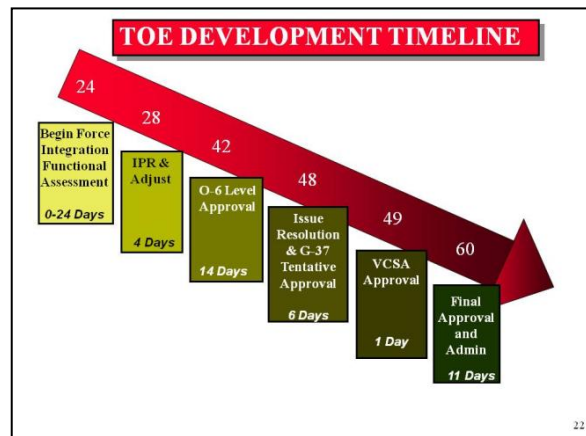 TOE DEVELOPMENT TIMELINE
24
28
42
48
49
60
Begin Force
Integration
Functional
Assessment
0-24 Days
IPR &
Adjust
4 Days
O-6 Level
Approval
14 Days
Issue
Resolution
& G-37
Tentative
Approval
6 Days
VCSA
Approval
1 Day
Final
Approval
and
Admin
11 Days
22